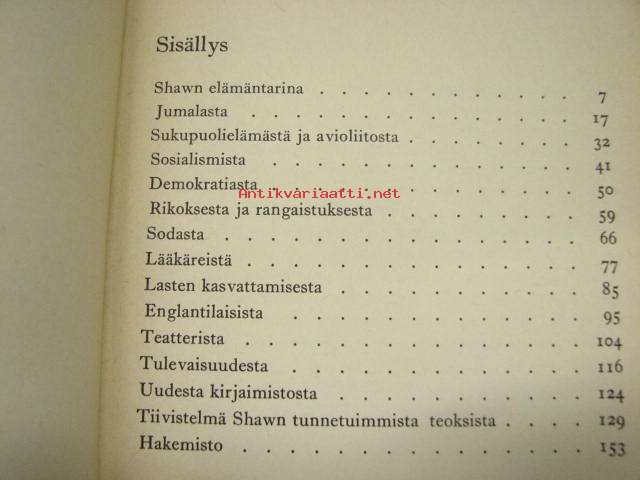 Sisällys
Shawn elämäntarina . . . . . . . . . . . . 7
Jumalasta . . . . . . . . . . . . . . 17
Sukupuolielämästä ja avioliitosta . . . . . . . . 32
Sosialismista . . . . . . . . . . . . . 41
Demokratiasta . . . . . . . . . . . . . 50
Antikvariaatti.net
Rikoksesta ja rangaistuksesta . . . . . . . . . 59
Sodasta . . . . . . . . . . . . . . . . 66
Lääkäreistä . . . . . . . . . . . . . . 77
Lasten kasvattamisesta . . . . . . . . . . . 85
Englantilaisista . . . . . . . . . . . . 95
Teatterista . . . . . . . . . . . . . . 104
Tulevaisuudesta . . . . . . . . . . . . . 116
Uudesta kirjaimistosta . . . . . . . . . . . 124
Tiivistelmä Shawn tunnetuimmista teoksista . . . . 129
Hakemisto . . . . . . . . . . . . . . . 153